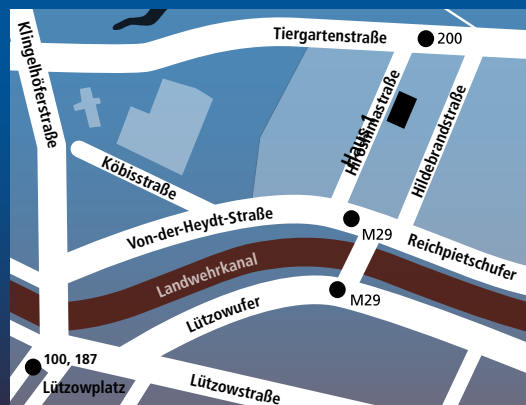 Tiergartenstraße
200
Klingelhöferstraße
Haus 1
Hiroshimastraße
Hildebrandstraße
Köbisstraße
Von-der-Heydt-Straße
M29
Reichpietschufer
Landwehrkanal
M29
Lützowufer
100, 187
Lützowplatz
Lützowstraße